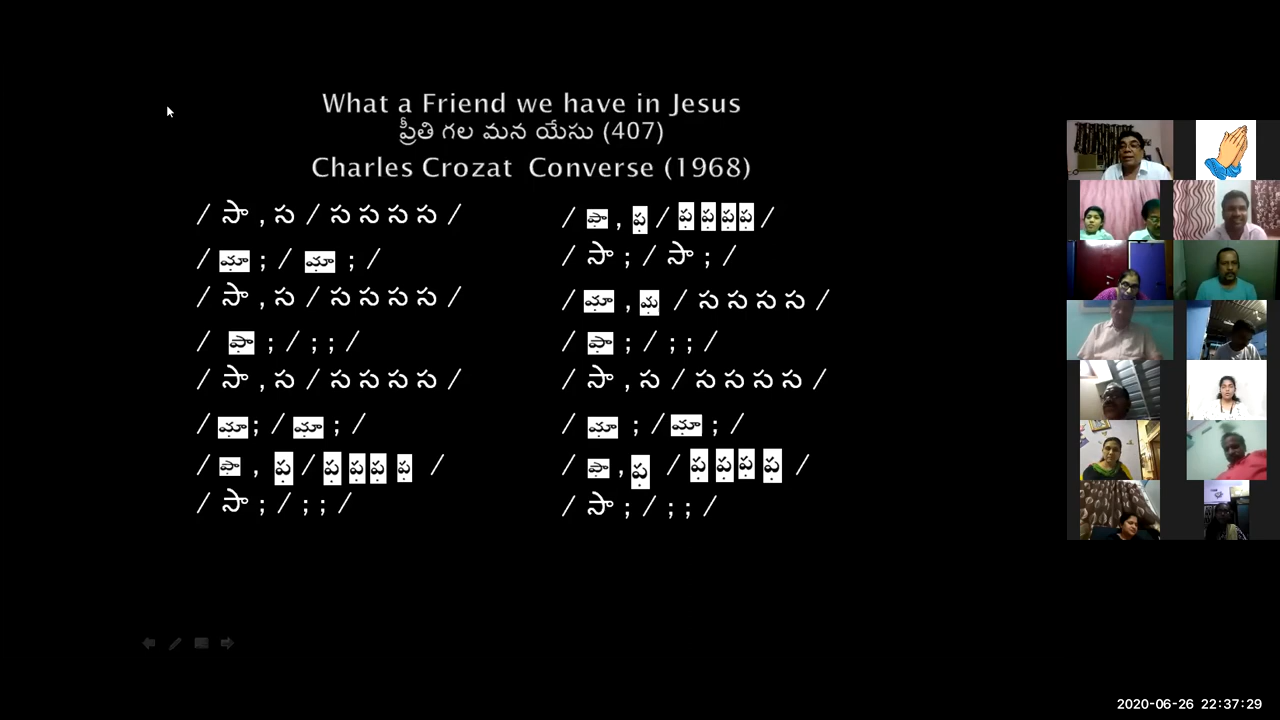 What a Friend we have in Jesus
ప్రీతి గల మన యేసు (407)
Charles Crozat Converse (1968)
/ సా , స / స స స స /
/ మా ; / మా ; /
/ సా , స / స స స స /
/ పా ; / ; ; /
/ సా , స / స స స స /
/ మా ; / మా ; /
/ పా , ప / ప ప ప ప /
/ సా ; / ; ; /
/ పా , ప / ప ప ప ప /
/ సా ; / సా ; /
/ మా , మ / స స స స /
/ పా ; / ; ; /
/ సా , స / స స స స /
/ మా ; / మా ; /
/ పా , ప / ప ప ప ప /
/ సా ; / ; ; /
2020-06-26 22:37:29